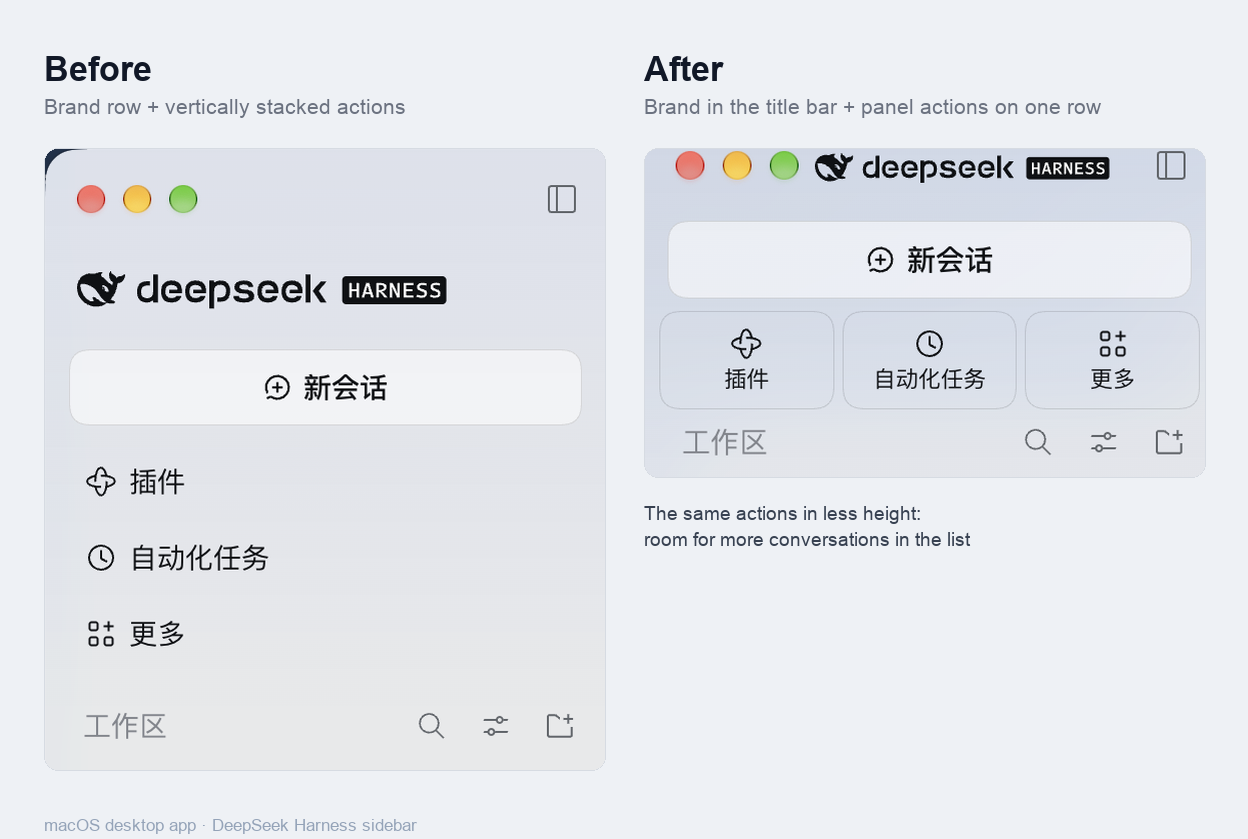 Before
Brand row + vertically stacked actions
deepseek HARNESS
新会话
插件
自动化任务
更多
工作区
After
Brand in the title bar + panel actions on one row
deepseek HARNESS
新会话
插件 自动化任务 更多
工作区
The same actions in less height:
room for more conversations in the list
macOS desktop app · DeepSeek Harness sidebar